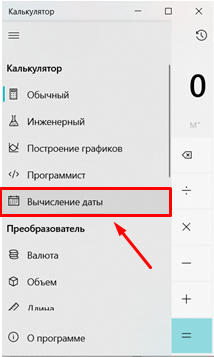 Калькулятор
Калькулятор
0
Обычный
M˅
Инженерный
Построение графиков
Программист
Вычисление даты
÷
Преобразователь
×
Валюта
−
Объем
+
Длина
О программе
=